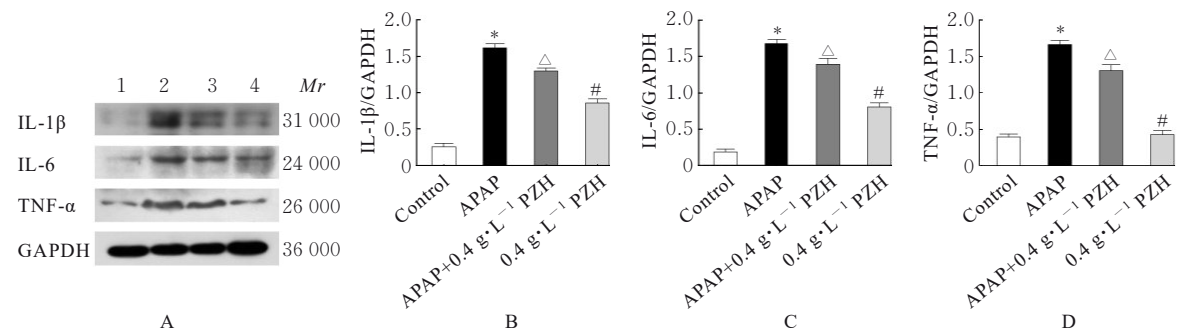 1 2 3 4 Mr
IL-1β 31 000
IL-6 24 000
TNF-α 26 000
GAPDH 36 000
A
IL-1β/GAPDH
2.0
1.5
1.0
0.5
0
* △ #
Control
APAP
APAP+0.4 g·L⁻¹ PZH
0.4 g·L⁻¹ PZH
B
IL-6/GAPDH
2.0
1.5
1.0
0.5
0
* △ #
Control
APAP
APAP+0.4 g·L⁻¹ PZH
0.4 g·L⁻¹ PZH
C
TNF-α/GAPDH
2.0
1.5
1.0
0.5
0
* △ #
Control
APAP
APAP+0.4 g·L⁻¹ PZH
0.4 g·L⁻¹ PZH
D